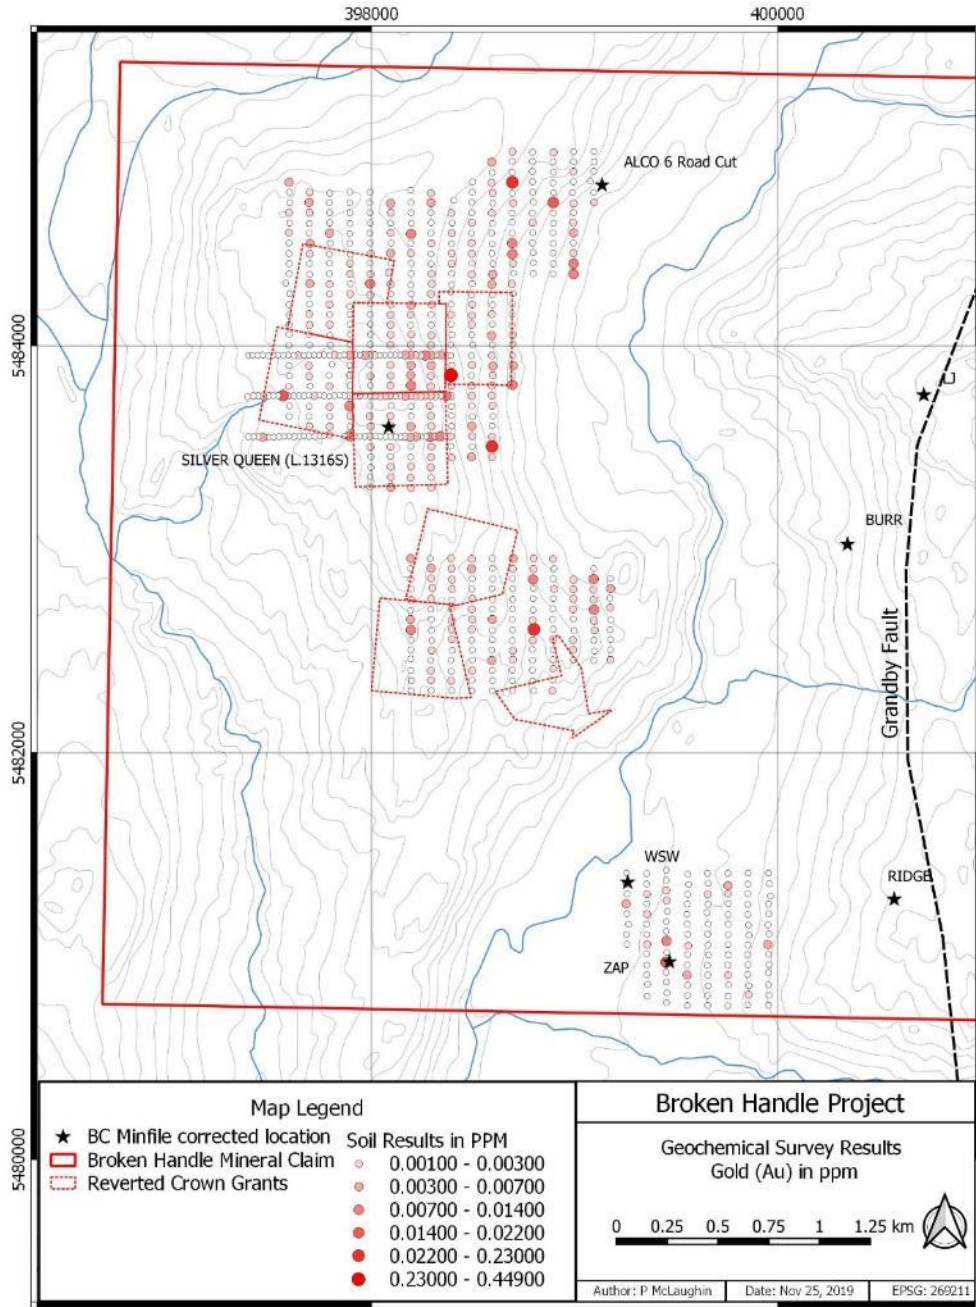 398000
400000
ALCO 6 Road Cut
5484000
LJ
SILVER QUEEN (L.1316S)
BURR
Grandby Fault
5482000
WSW
RIDGE
ZAP
5480000
Map Legend
BC Minfile corrected location
Broken Handle Mineral Claim
Reverted Crown Grants
Soil Results in PPM
0.00100 - 0.00300
0.00300 - 0.00700
0.00700 - 0.01400
0.01400 - 0.02200
0.02200 - 0.23000
0.23000 - 0.44900
Broken Handle Project
Geochemical Survey Results
Gold (Au) in ppm
0 0.25 0.5 0.75 1 1.25 km
Author: P McLaughin
Date: Nov 25, 2019
EPSG: 269211